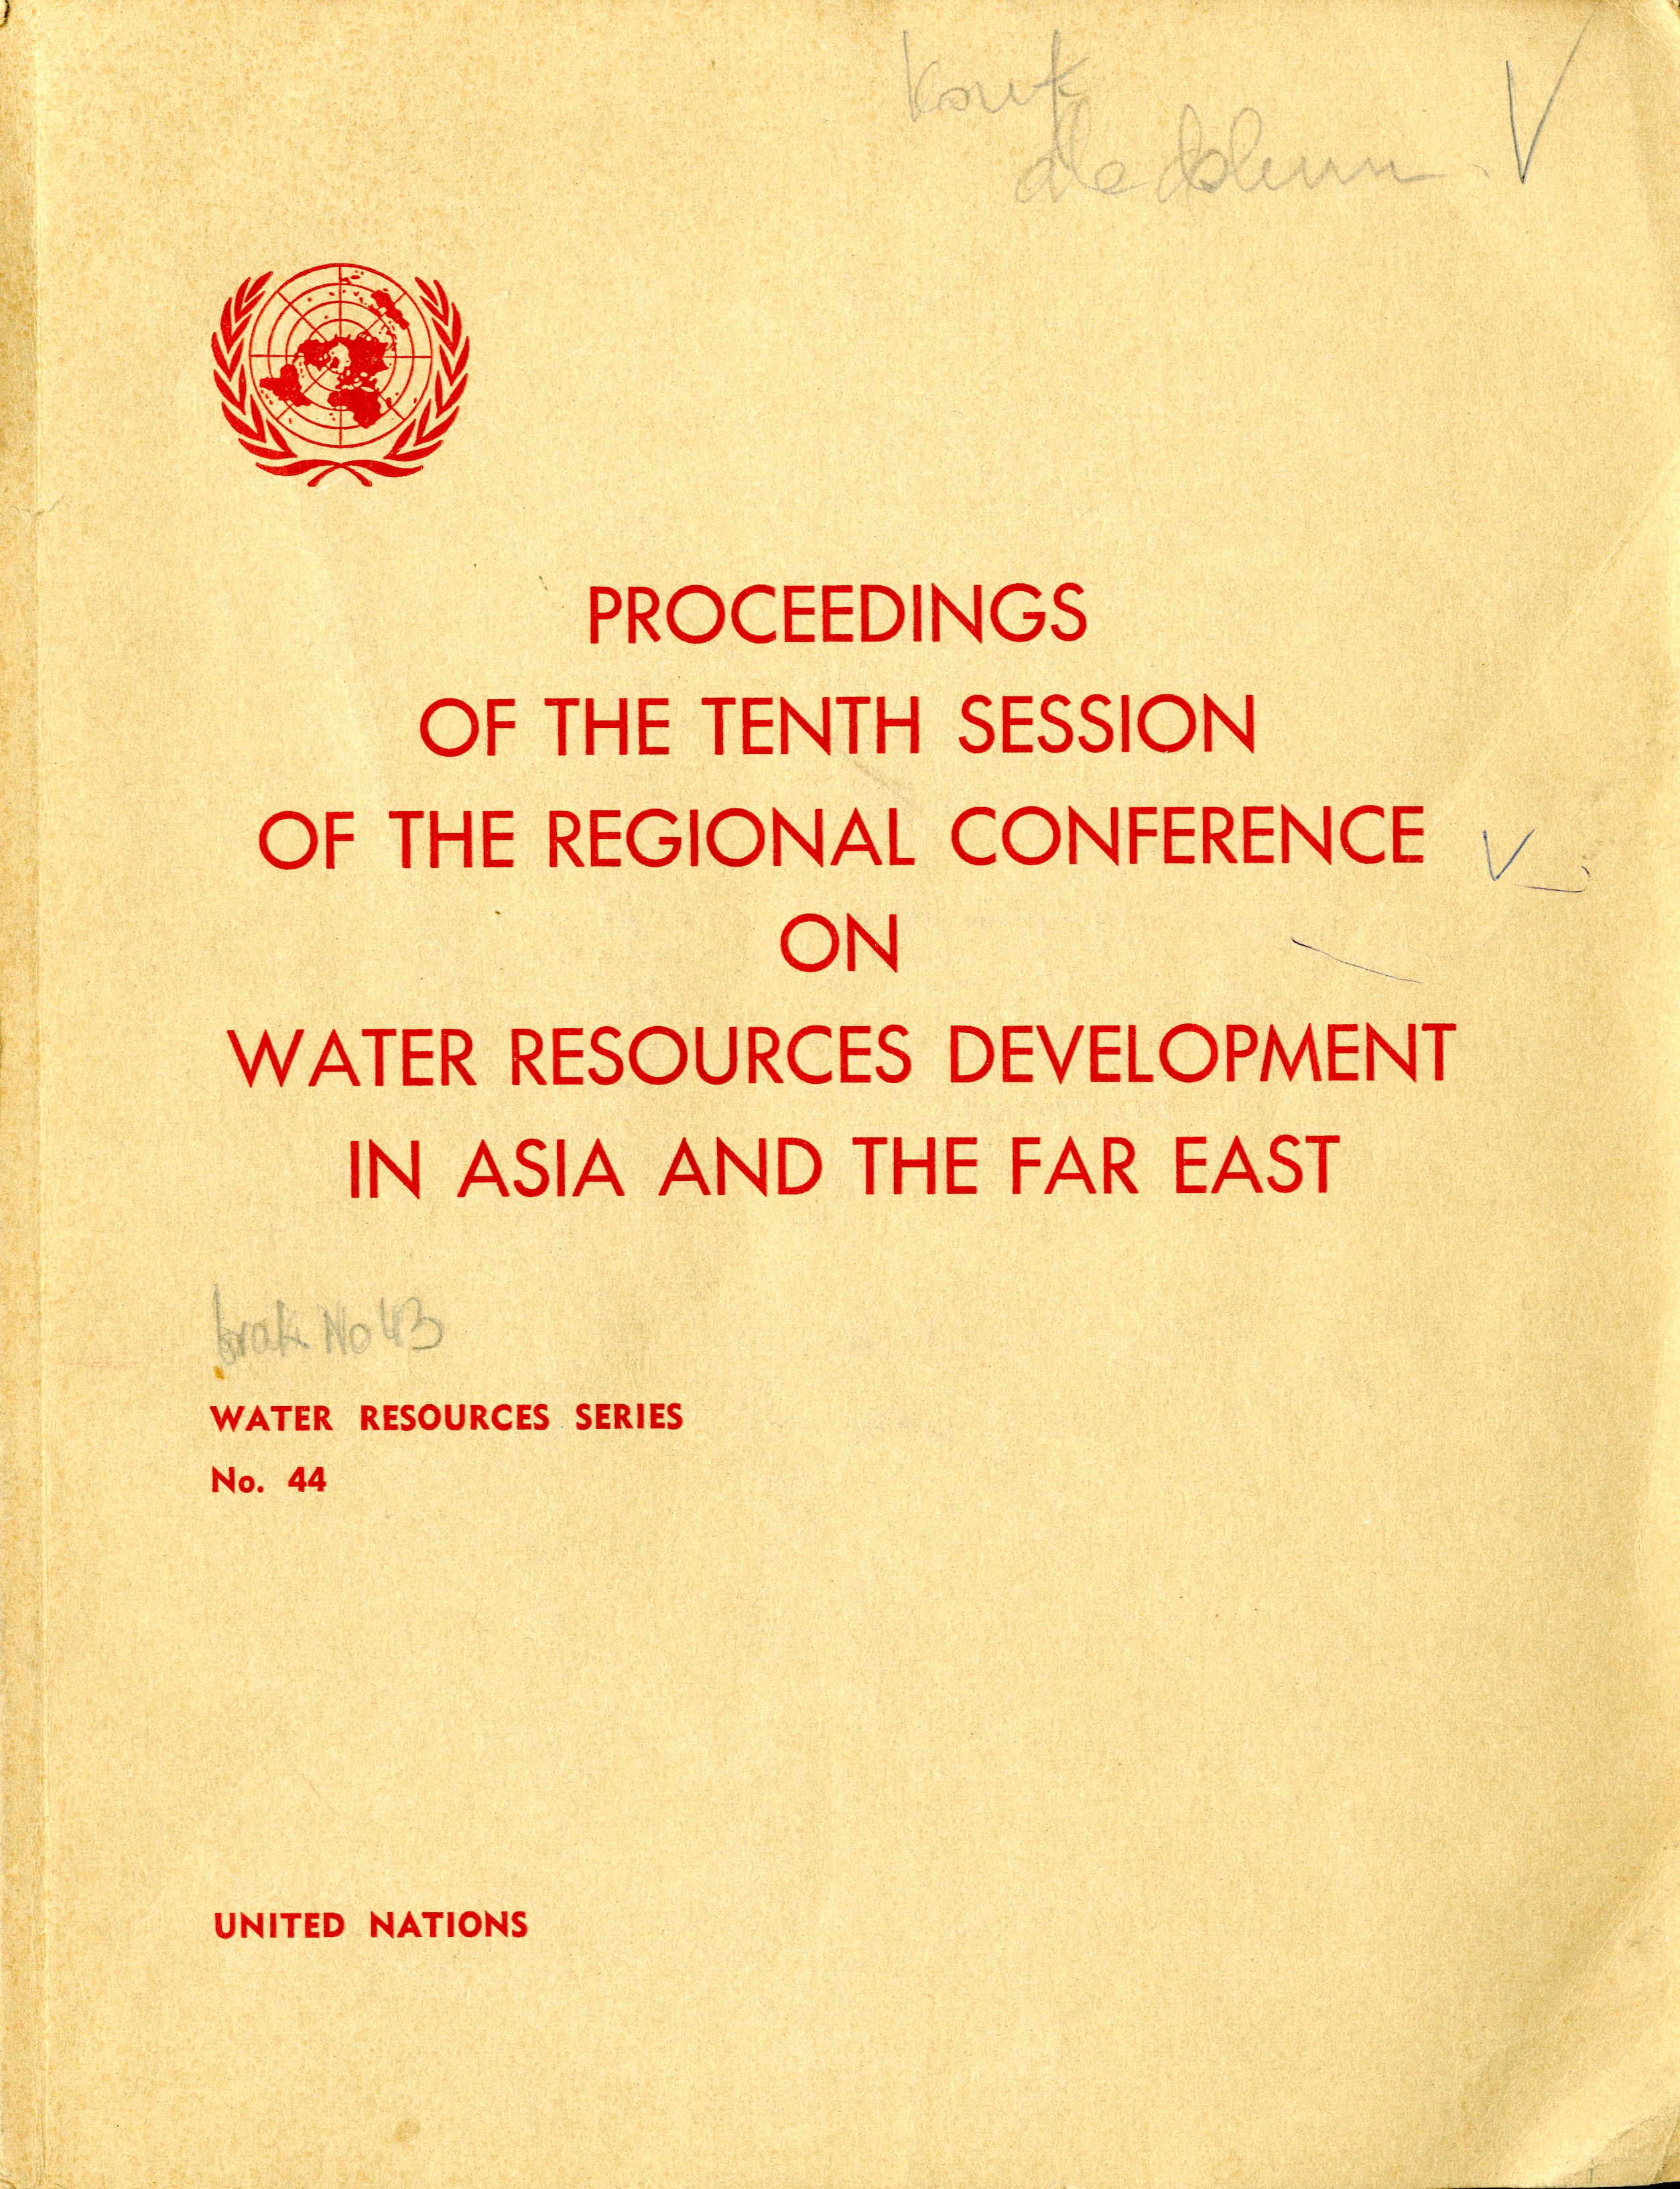 PROCEEDINGS
OF THE TENTH SESSION
OF THE REGIONAL CONFERENCE
ON
WATER RESOURCES DEVELOPMENT
IN ASIA AND THE FAR EAST
brak No 43
WATER RESOURCES SERIES
No. 44
UNITED NATIONS